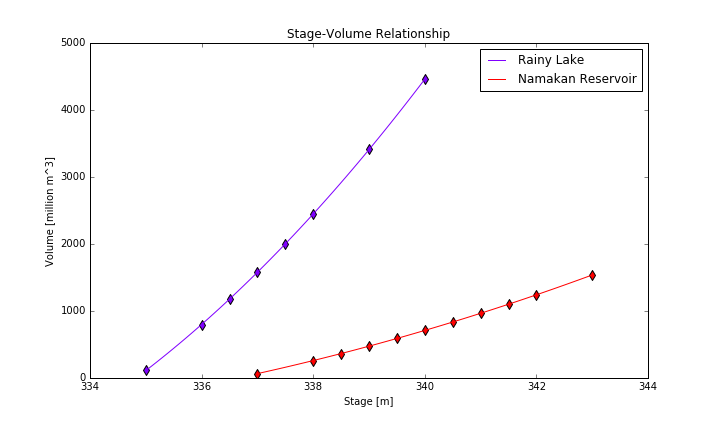 Stage-Volume Relationship
Rainy Lake
Namakan Reservoir
Volume [million m^3]
5000
4000
3000
2000
1000
0
334 336 338 340 342 344
Stage [m]